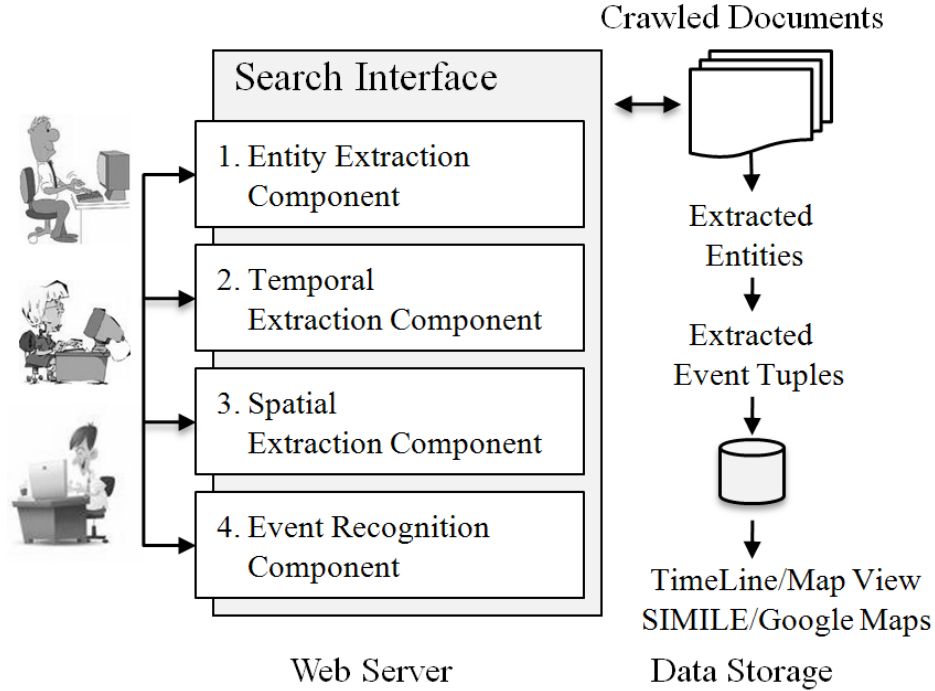 Crawled Documents
Search Interface
1. Entity Extraction
Component
2. Temporal
Extraction Component
3. Spatial
Extraction Component
4. Event Recognition
Component
Extracted
Entities
Extracted
Event Tuples
TimeLine/Map View
SIMILE/Google Maps
Web Server
Data Storage